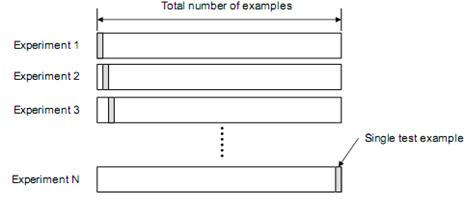 Total number of examples
Experiment 1
Experiment 2
Experiment 3
Single test example
Experiment N